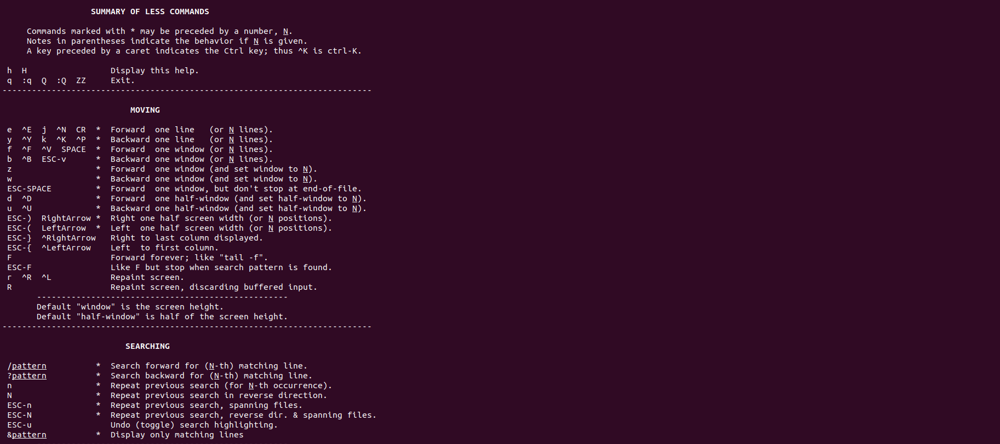 SUMMARY OF LESS COMMANDS

     Commands marked with * may be preceded by a number, N.
     Notes in parentheses indicate the behavior if N is given.
     A key preceded by a caret indicates the Ctrl key; thus ^K is ctrl-K.

 h  H                 Display this help.
 q  :q  Q  :Q  ZZ     Exit.
---------------------------------------------------------------------------

                          MOVING

 e  ^E  j  ^N  CR  *  Forward  one line   (or N lines).
 y  ^Y  k  ^K  ^P  *  Backward one line   (or N lines).
 f  ^F  ^V  SPACE  *  Forward  one window (or N lines).
 b  ^B  ESC-v      *  Backward one window (or N lines).
 z                 *  Forward  one window (and set window to N).
 w                 *  Backward one window (and set window to N).
 ESC-SPACE         *  Forward  one window, but don't stop at end-of-file.
 d  ^D             *  Forward  one half-window (and set half-window to N).
 u  ^U             *  Backward one half-window (and set half-window to N).
 ESC-)  RightArrow *  Right one half screen width (or N positions).
 ESC-(  LeftArrow  *  Left  one half screen width (or N positions).
 ESC-}  ^RightArrow   Right to last column displayed.
 ESC-{  ^LeftArrow    Left  to first column.
 F                    Forward forever; like "tail -f".
 ESC-F                Like F but stop when search pattern is found.
 r  ^R  ^L            Repaint screen.
 R                    Repaint screen, discarding buffered input.
       ---------------------------------------------------
       Default "window" is the screen height.
       Default "half-window" is half of the screen height.
---------------------------------------------------------------------------

                         SEARCHING

 /pattern          *  Search forward for (N-th) matching line.
 ?pattern          *  Search backward for (N-th) matching line.
 n                 *  Repeat previous search (for N-th occurrence).
 N                 *  Repeat previous search in reverse direction.
 ESC-n             *  Repeat previous search, spanning files.
 ESC-N             *  Repeat previous search, reverse dir. & spanning files.
 ESC-u                Undo (toggle) search highlighting.
 &pattern          *  Display only matching lines